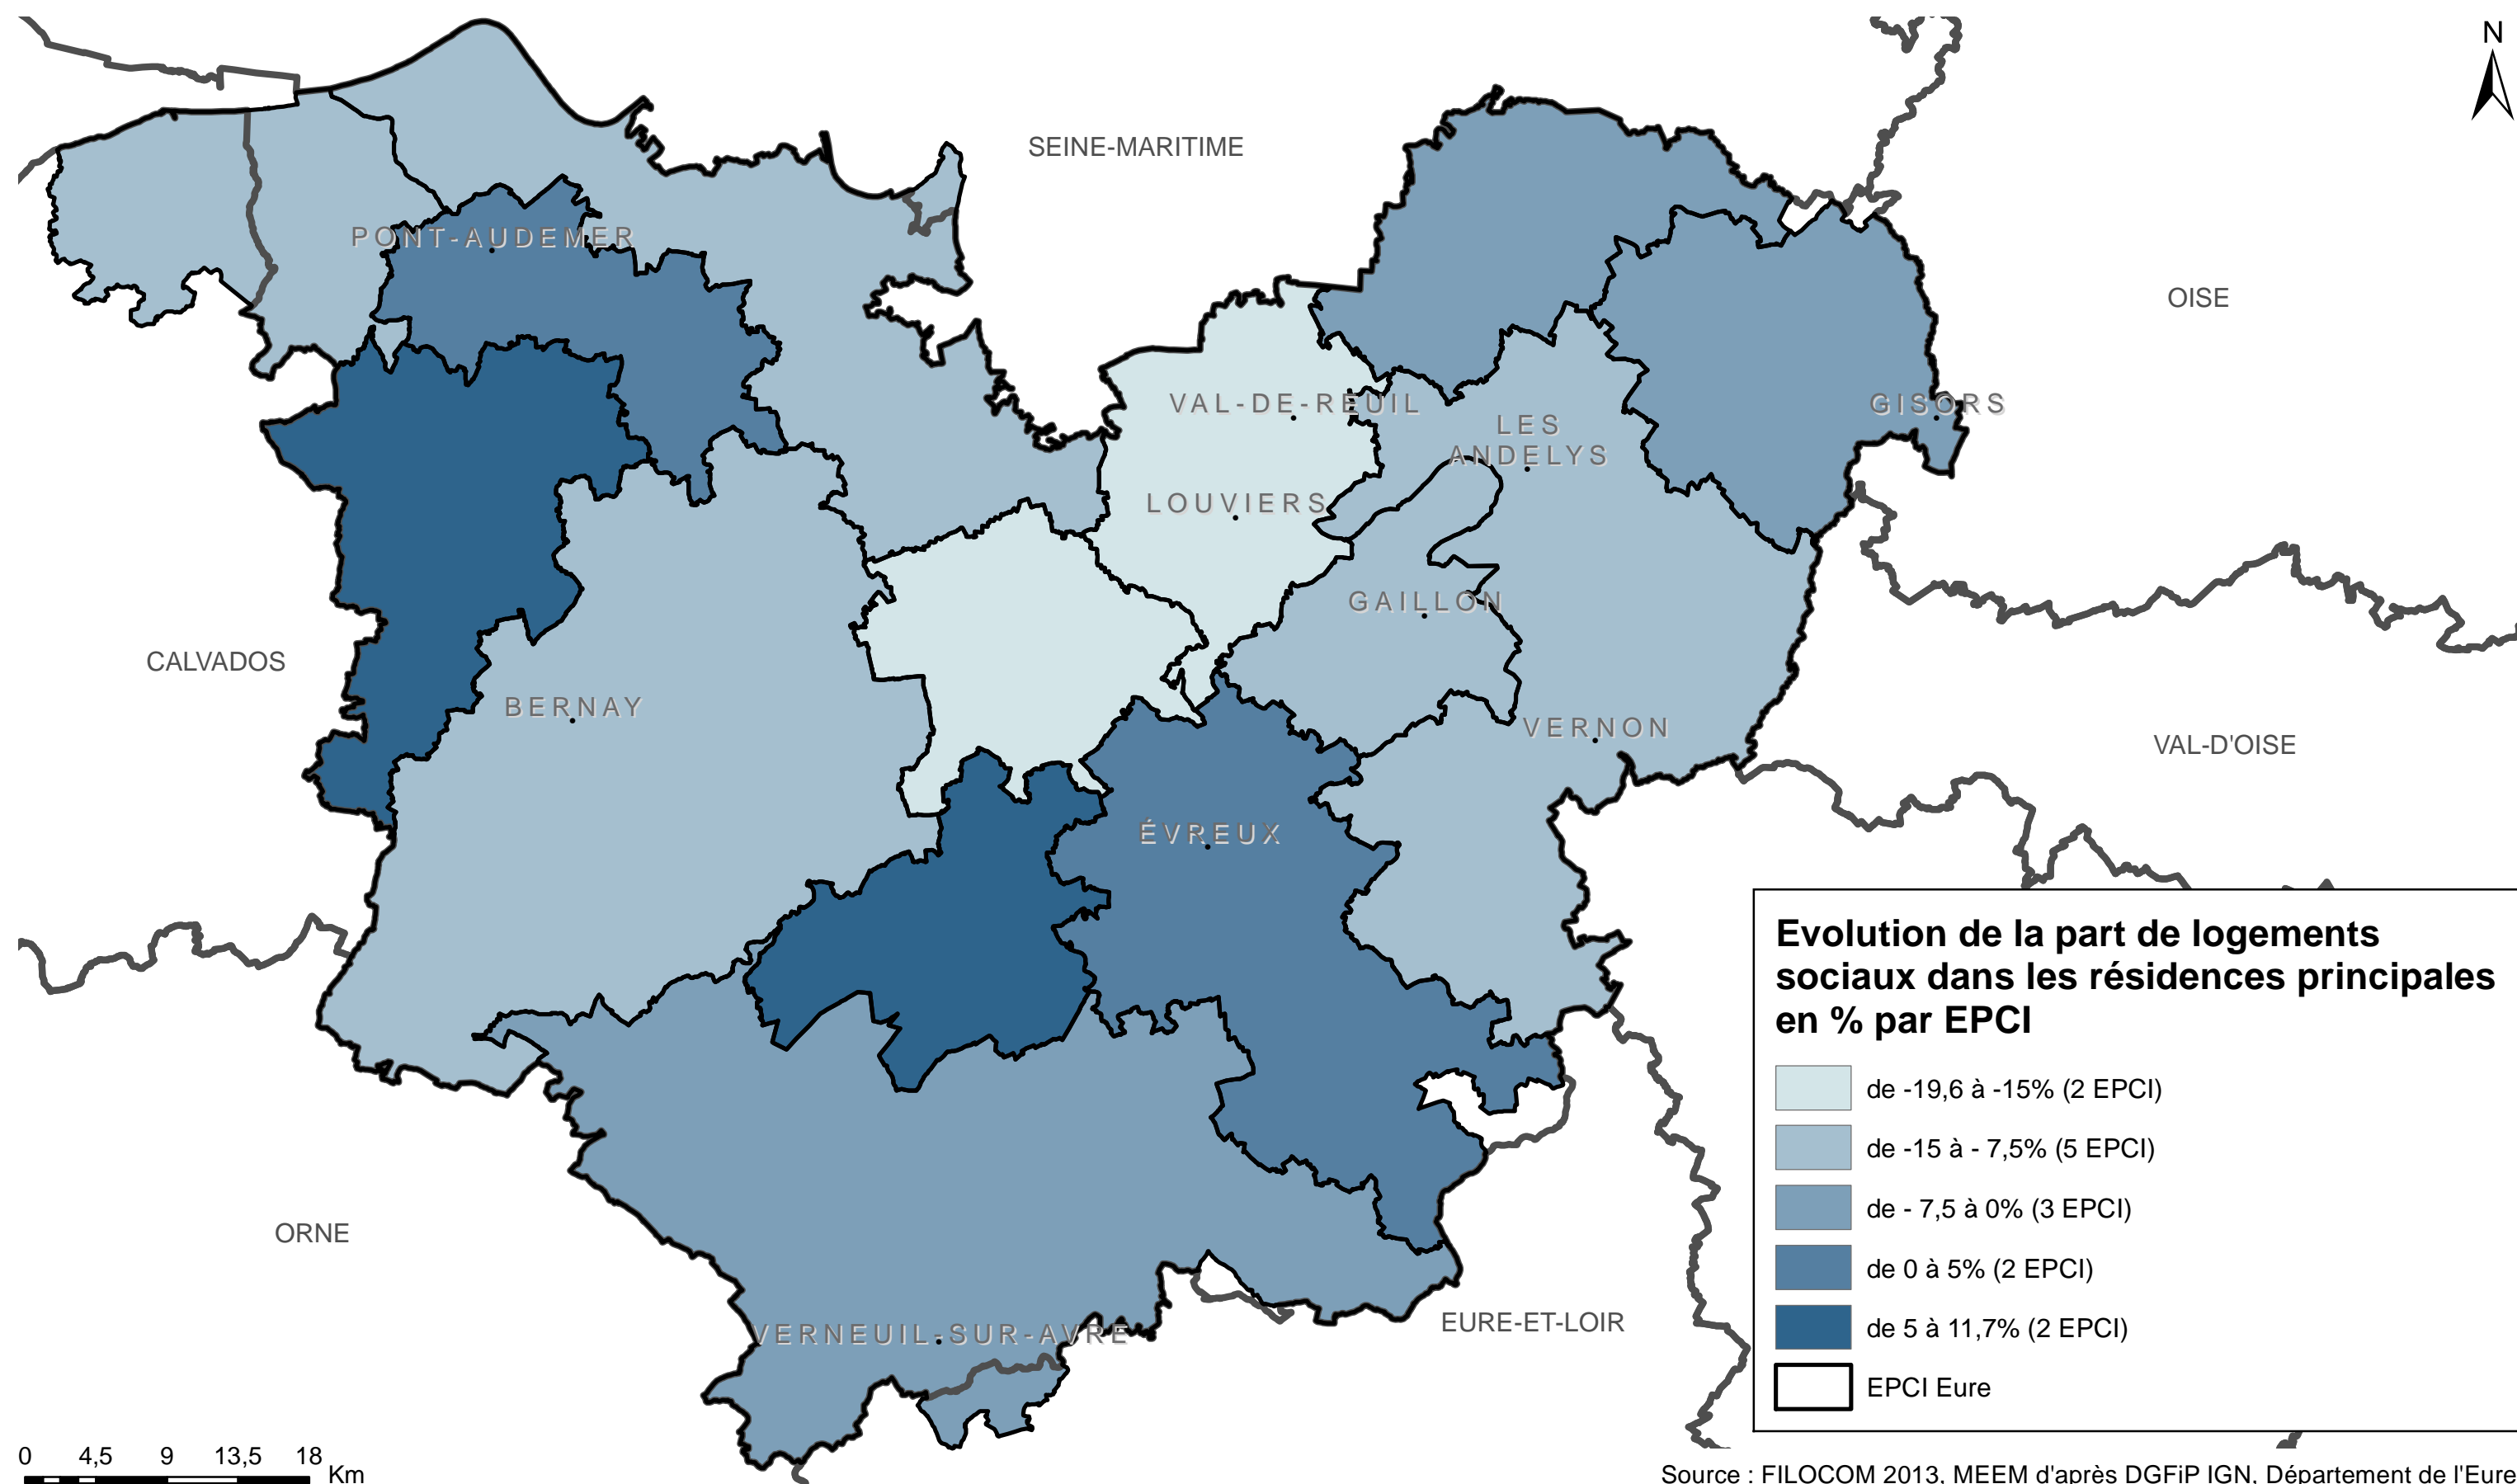 N
SEINE-MARITIME
PONT-AUDEMER
OISE
VAL-DE-REUIL
GISORS
LES
ANDELYS
LOUVIERS
GAILLON
CALVADOS
BERNAY
VERNON
VAL-D'OISE
ÉVREUX
Evolution de la part de logements
sociaux dans les résidences principales
en % par EPCI
de -19,6 à -15% (2 EPCI)
de -15 à - 7,5% (5 EPCI)
de - 7,5 à 0% (3 EPCI)
de 0 à 5% (2 EPCI)
de 5 à 11,7% (2 EPCI)
EPCI Eure
ORNE
EURE-ET-LOIR
VERNEUIL-SUR-AVRE
0 4,5 9 13,5 18
Km
Source : FILOCOM 2013, MEEM d'après DGFiP IGN, Département de l'Eure